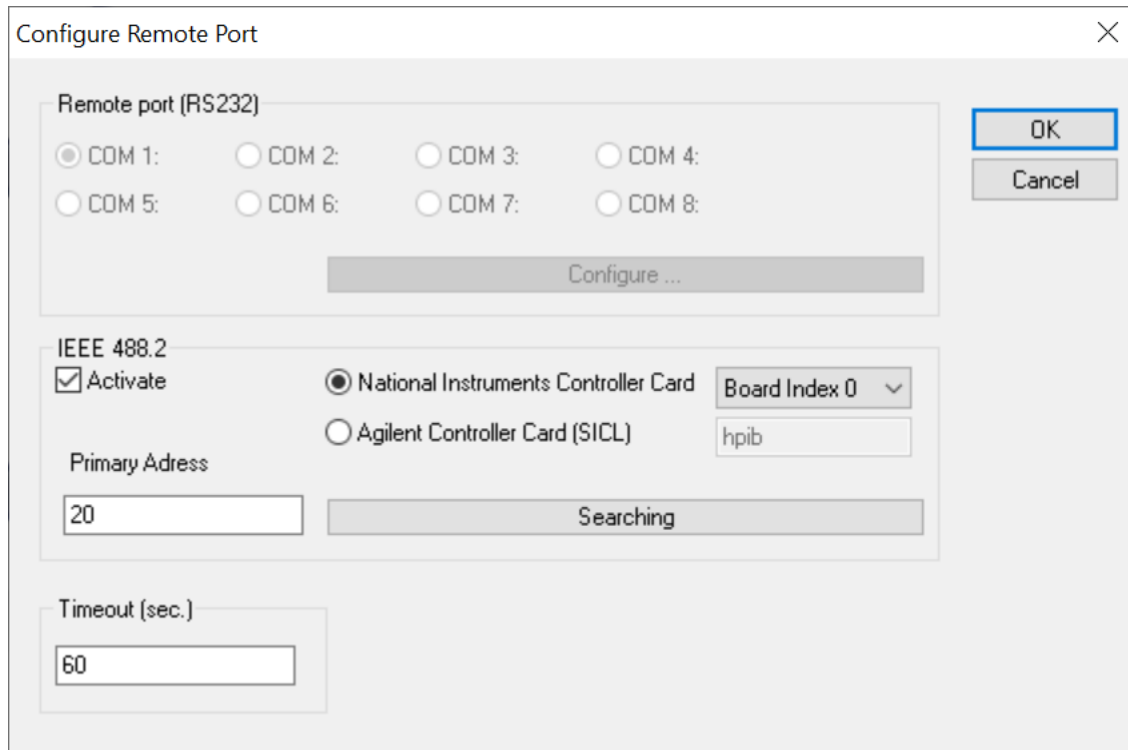 Configure Remote Port
Remote port (RS232)
OK
COM 1: COM 2: COM 3: COM 4:
Cancel
COM 5: COM 6: COM 7: COM 8:
Configure ...
IEEE 488.2
Activate National Instruments Controller Card Board Index 0
Agilent Controller Card (SICL) hpib
Primary Adress
20 Searching
Timeout (sec.)
60